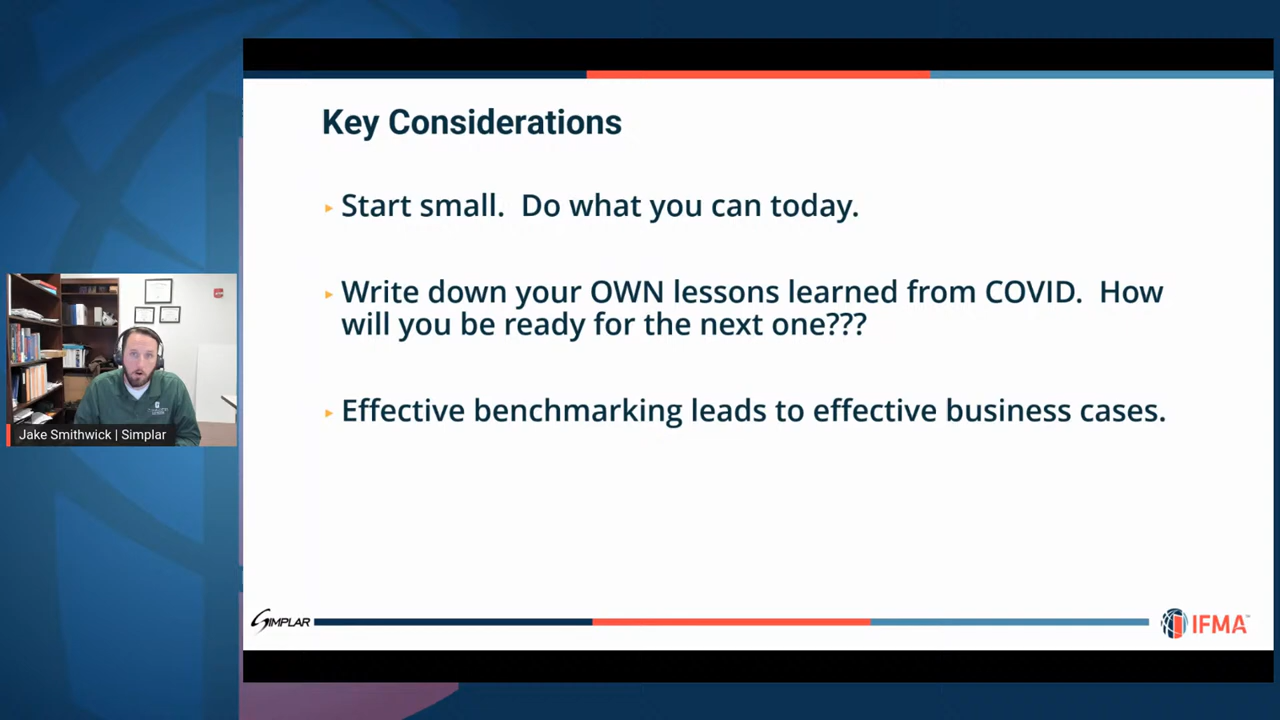 Key Considerations
Start small.  Do what you can today.
Write down your OWN lessons learned from COVID.  How
will you be ready for the next one???
Effective benchmarking leads to effective business cases.
Jake Smithwick | Simplar
SIMPLAR
IFMA™